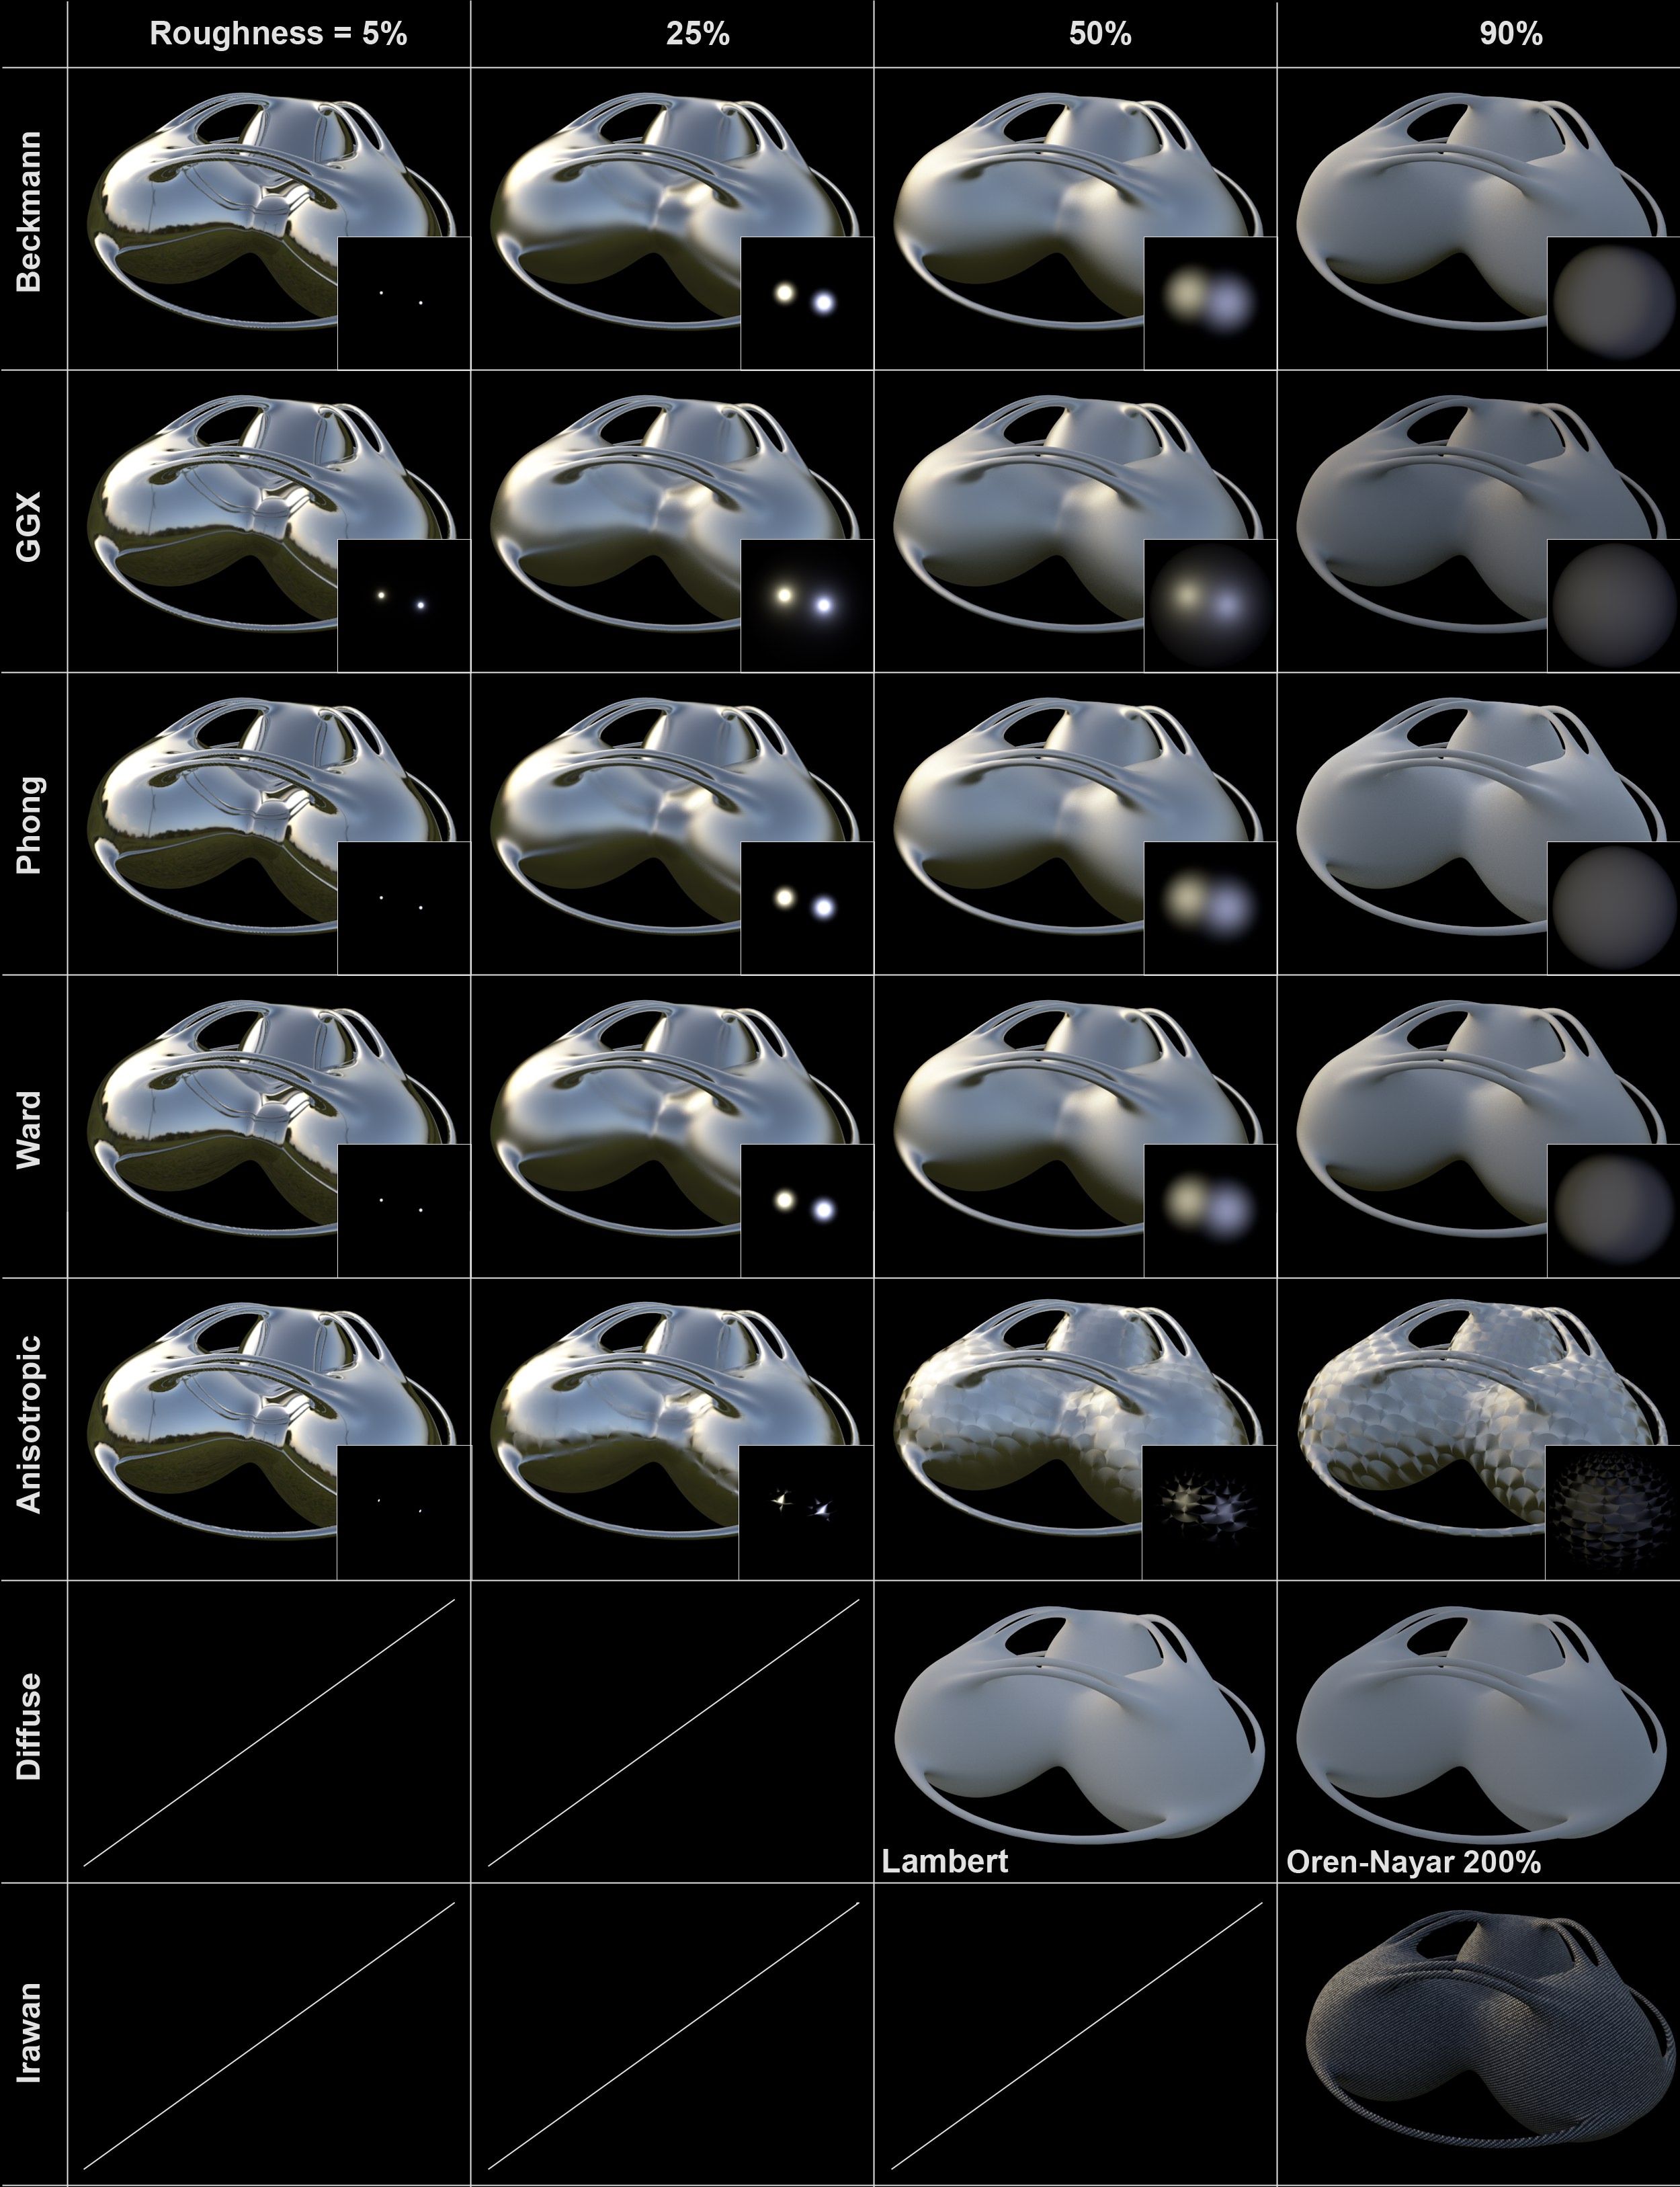 Roughness = 5%
25%
50%
90%
Beckmann
GGX
Phong
Ward
Anisotropic
Diffuse
Lambert
Oren-Nayar 200%
Irawan